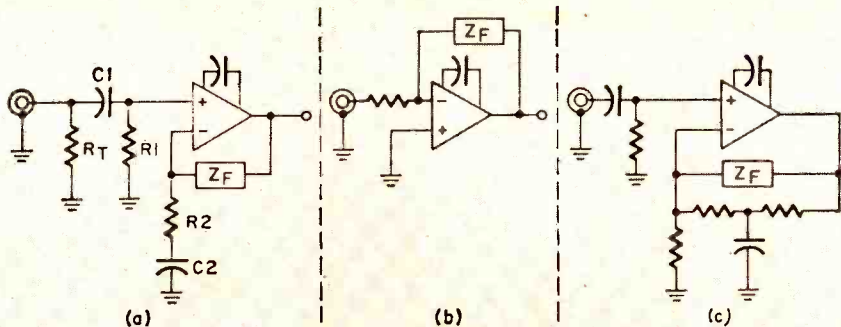 C1
+
-
RT
R1
ZF
R2
C2
(a)
ZF
-
+
(b)
+
-
ZF
(c)